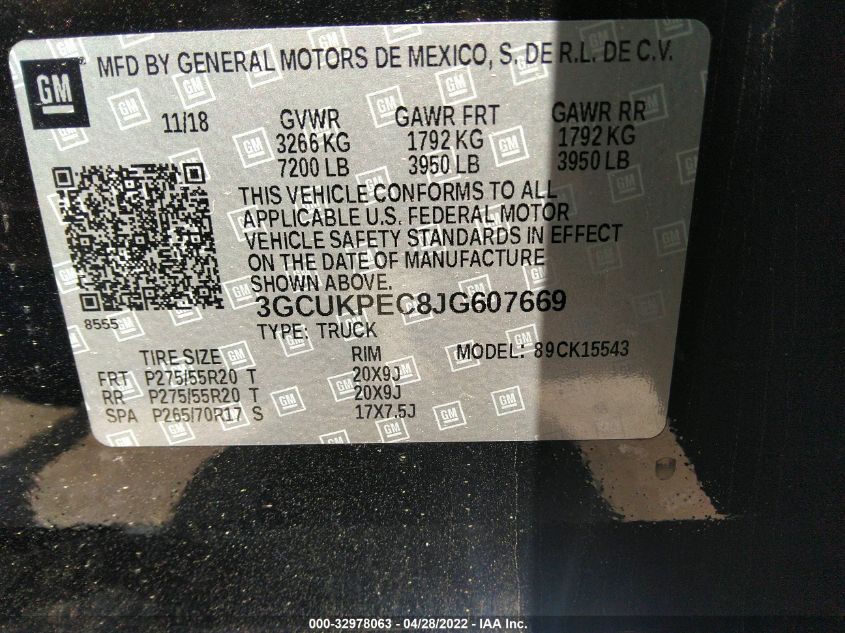 GM MFD BY GENERAL MOTORS DE MEXICO, S. DE R.L. DE C.V.
11/18 GVWR GAWR FRT GAWR RR
3266 KG 1792 KG 1792 KG
7200 LB 3950 LB 3950 LB
THIS VEHICLE CONFORMS TO ALL
APPLICABLE U.S. FEDERAL MOTOR
VEHICLE SAFETY STANDARDS IN EFFECT
ON THE DATE OF MANUFACTURE
SHOWN ABOVE.
3GCUKPEC8JG607669
8555
TYPE: TRUCK
MODEL: 89CK15543
TIRE SIZE RIM
FRT P275/55R20 T 20X9J
RR P275/55R20 T 20X9J
SPA P265/70R17 S 17X7.5J
000-32978063 - 04/28/2022 - IAA Inc.